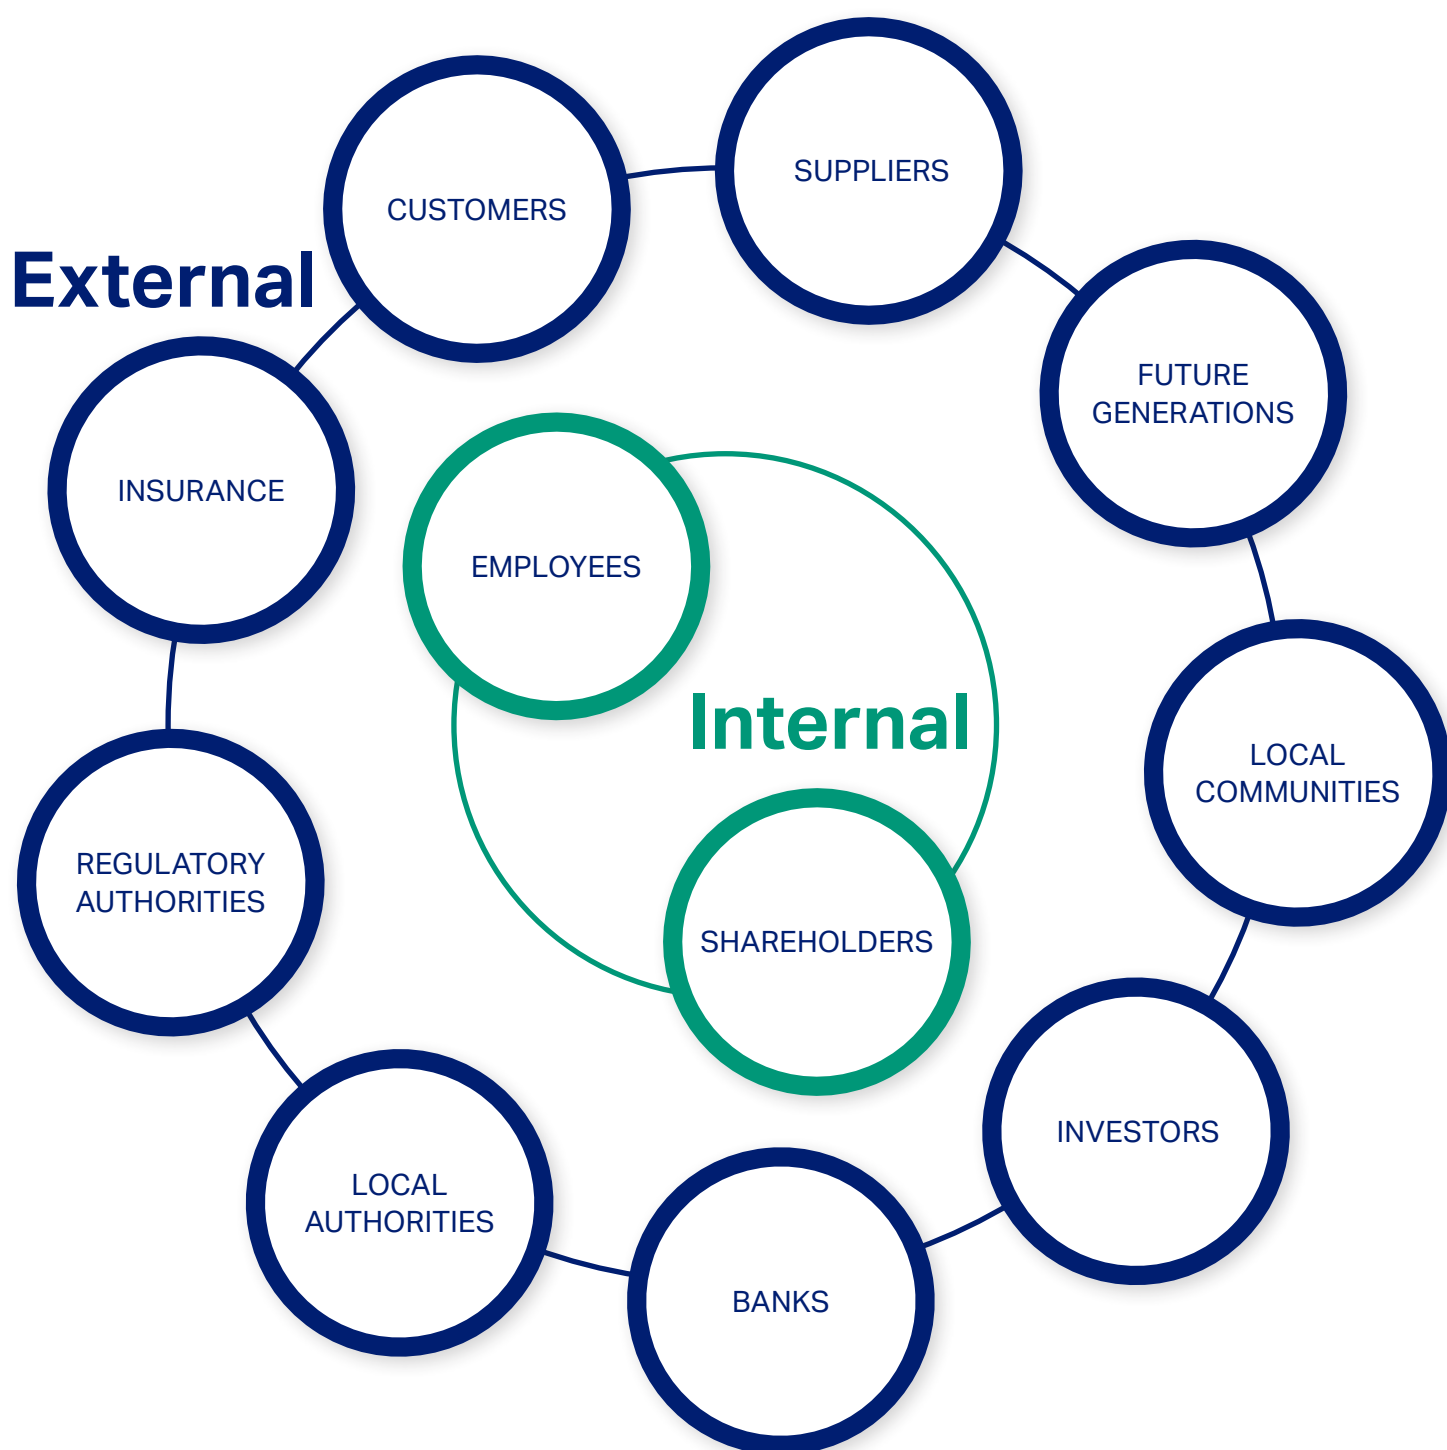 External
CUSTOMERS
SUPPLIERS
FUTURE
GENERATIONS
LOCAL
COMMUNITIES
INVESTORS
BANKS
LOCAL
AUTHORITIES
REGULATORY
AUTHORITIES
INSURANCE
Internal
EMPLOYEES
SHAREHOLDERS